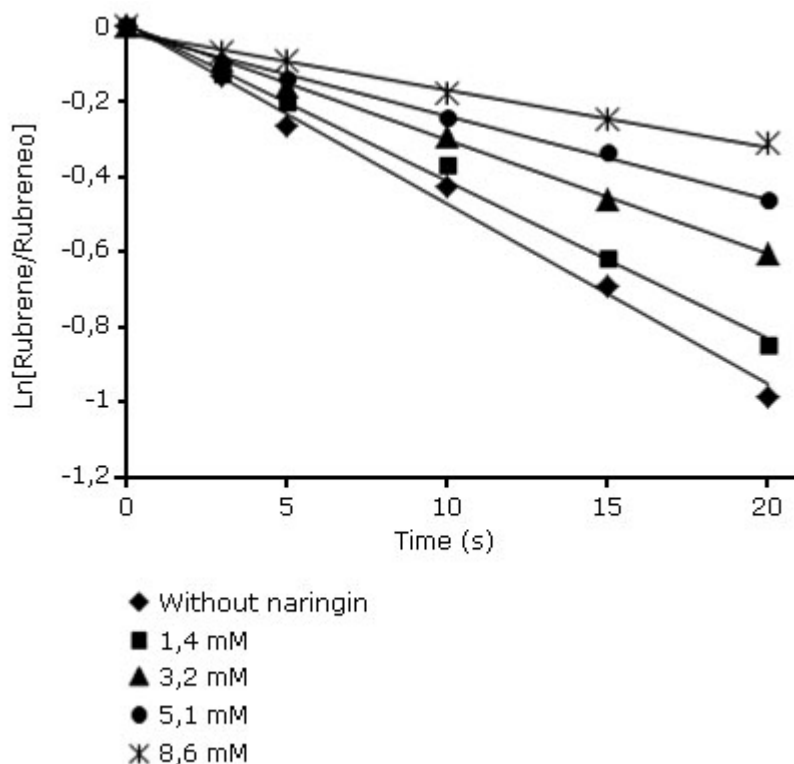 Ln[Rubrene/Rubrene₀]
0
-0,2
-0,4
-0,6
-0,8
-1
-1,2
0 5 10 15 20
Time (s)
Without naringin
1,4 mM
3,2 mM
5,1 mM
8,6 mM